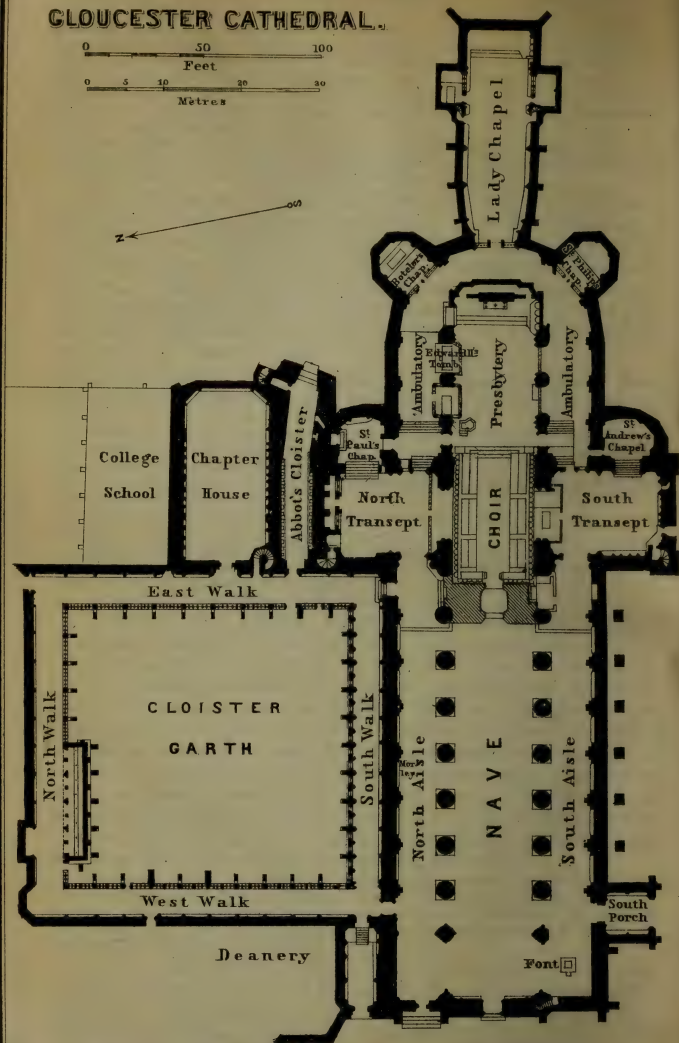 GLOUCESTER CATHEDRAL.
0 50 100
Feet
0 5 10 20 30
Mètres
N
S
Lady Chapel
Boteler's
Chap.
St Philip's
Chap.
Ambulatory
Edward II's
Tomb
Presbytery
Ambulatory
St
Paul's
Chap.
St
Andrew's
Chapel
College
School
Chapter
House
Abbot's Cloister
North
Transept
CHOIR
South
Transept
East Walk
North Walk
CLOISTER
GARTH
South Walk
North Aisle
NAVE
South Aisle
West Walk
South
Porch
Deanery
Font